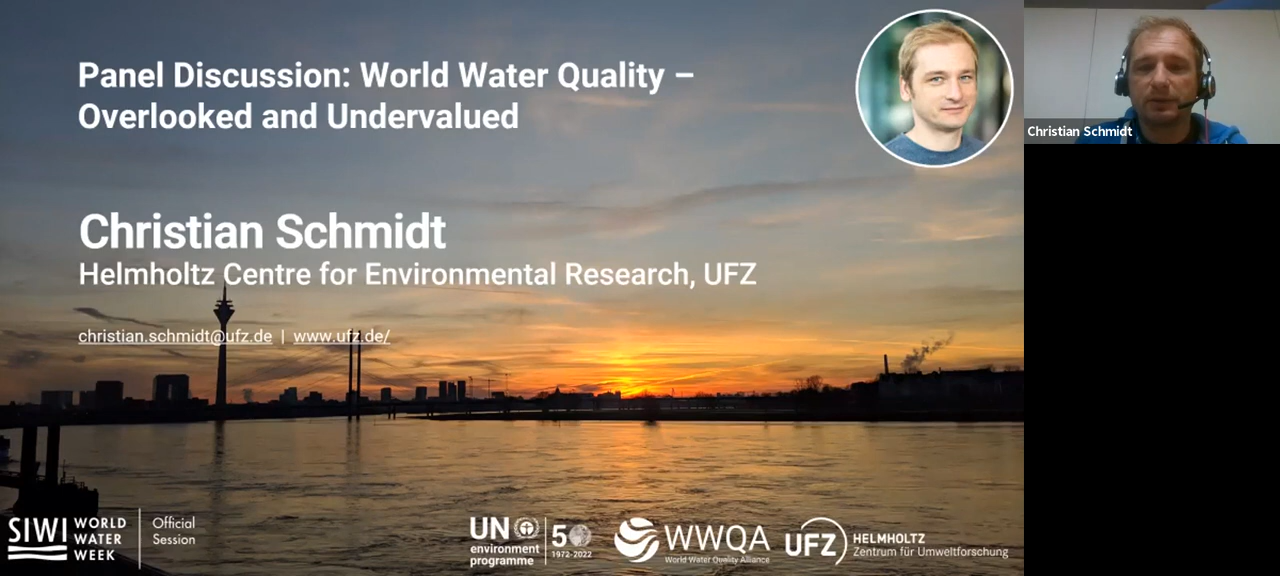 Panel Discussion: World Water Quality –
Overlooked and Undervalued
Christian Schmidt
Christian Schmidt
Helmholtz Centre for Environmental Research, UFZ
christian.schmidt@ufz.de | www.ufz.de/
SIWI WORLD WATER WEEK
Official Session
UN environment programme
50
1972-2022
WWQA
World Water Quality Alliance
UFZ HELMHOLTZ
Zentrum für Umweltforschung